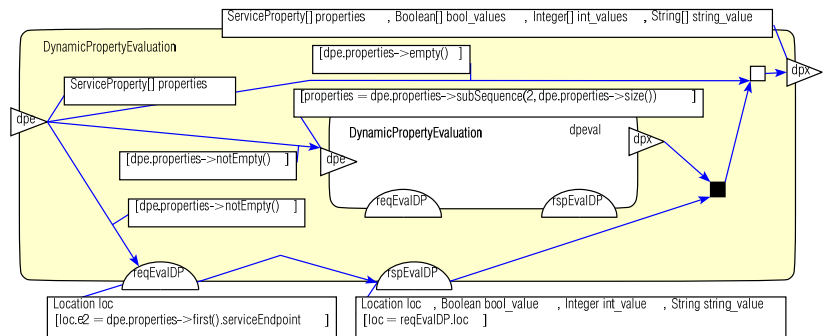 ServiceProperty[] properties , Boolean[] bool_values , Integer[] int_values , String[] string_value
DynamicPropertyEvaluation
[dpe.properties->empty() ]
dpx
ServiceProperty[] properties
[properties = dpe.properties->subSequence(2, dpe.properties->size()) ]
dpe
DynamicPropertyEvaluation
dpeval
dpx
[dpe.properties->notEmpty() ]
dpe
reqEvalDP
rspEvalDP
[dpe.properties->notEmpty() ]
reqEvalDP
rspEvalDP
Location loc
[loc.e2 = dpe.properties->first().serviceEndpoint ]
Location loc , Boolean bool_value , Integer int_value , String string_value
[loc = reqEvalDP.loc ]